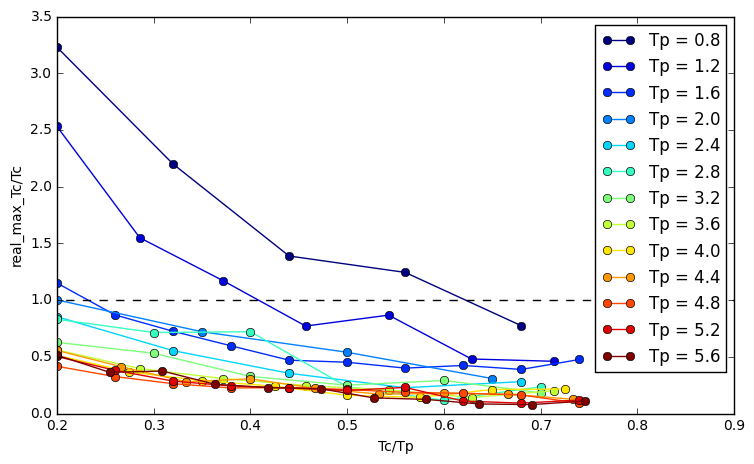 3.5
3.0
2.5
2.0
1.5
1.0
0.5
0.0
real_max_Tc/Tc
0.2 0.3 0.4 0.5 0.6 0.7 0.8 0.9
Tc/Tp
Tp = 0.8
Tp = 1.2
Tp = 1.6
Tp = 2.0
Tp = 2.4
Tp = 2.8
Tp = 3.2
Tp = 3.6
Tp = 4.0
Tp = 4.4
Tp = 4.8
Tp = 5.2
Tp = 5.6